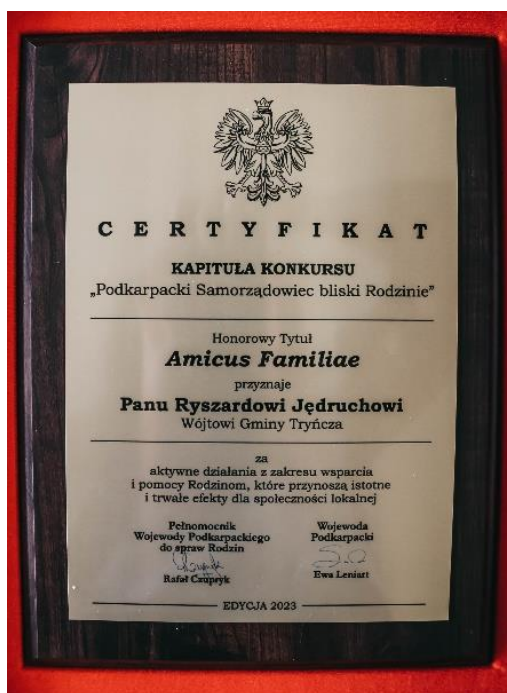 CERTYFIKAT
KAPITUŁA KONKURSU
„Podkarpacki Samorządowiec bliski Rodzinie”
Honorowy Tytuł
Amicus Familiae
przyznaje
Panu Ryszardowi Jędruchowi
Wójtowi Gminy Tryńcza
za
aktywne działania z zakresu wsparcia
i pomocy Rodzinom, które przynoszą istotne
i trwałe efekty dla społeczności lokalnej
Pełnomocnik
Wojewody Podkarpackiego
do spraw Rodzin
Rafał Czupryk
Wojewoda
Podkarpacki
Ewa Leniart
EDYCJA 2023